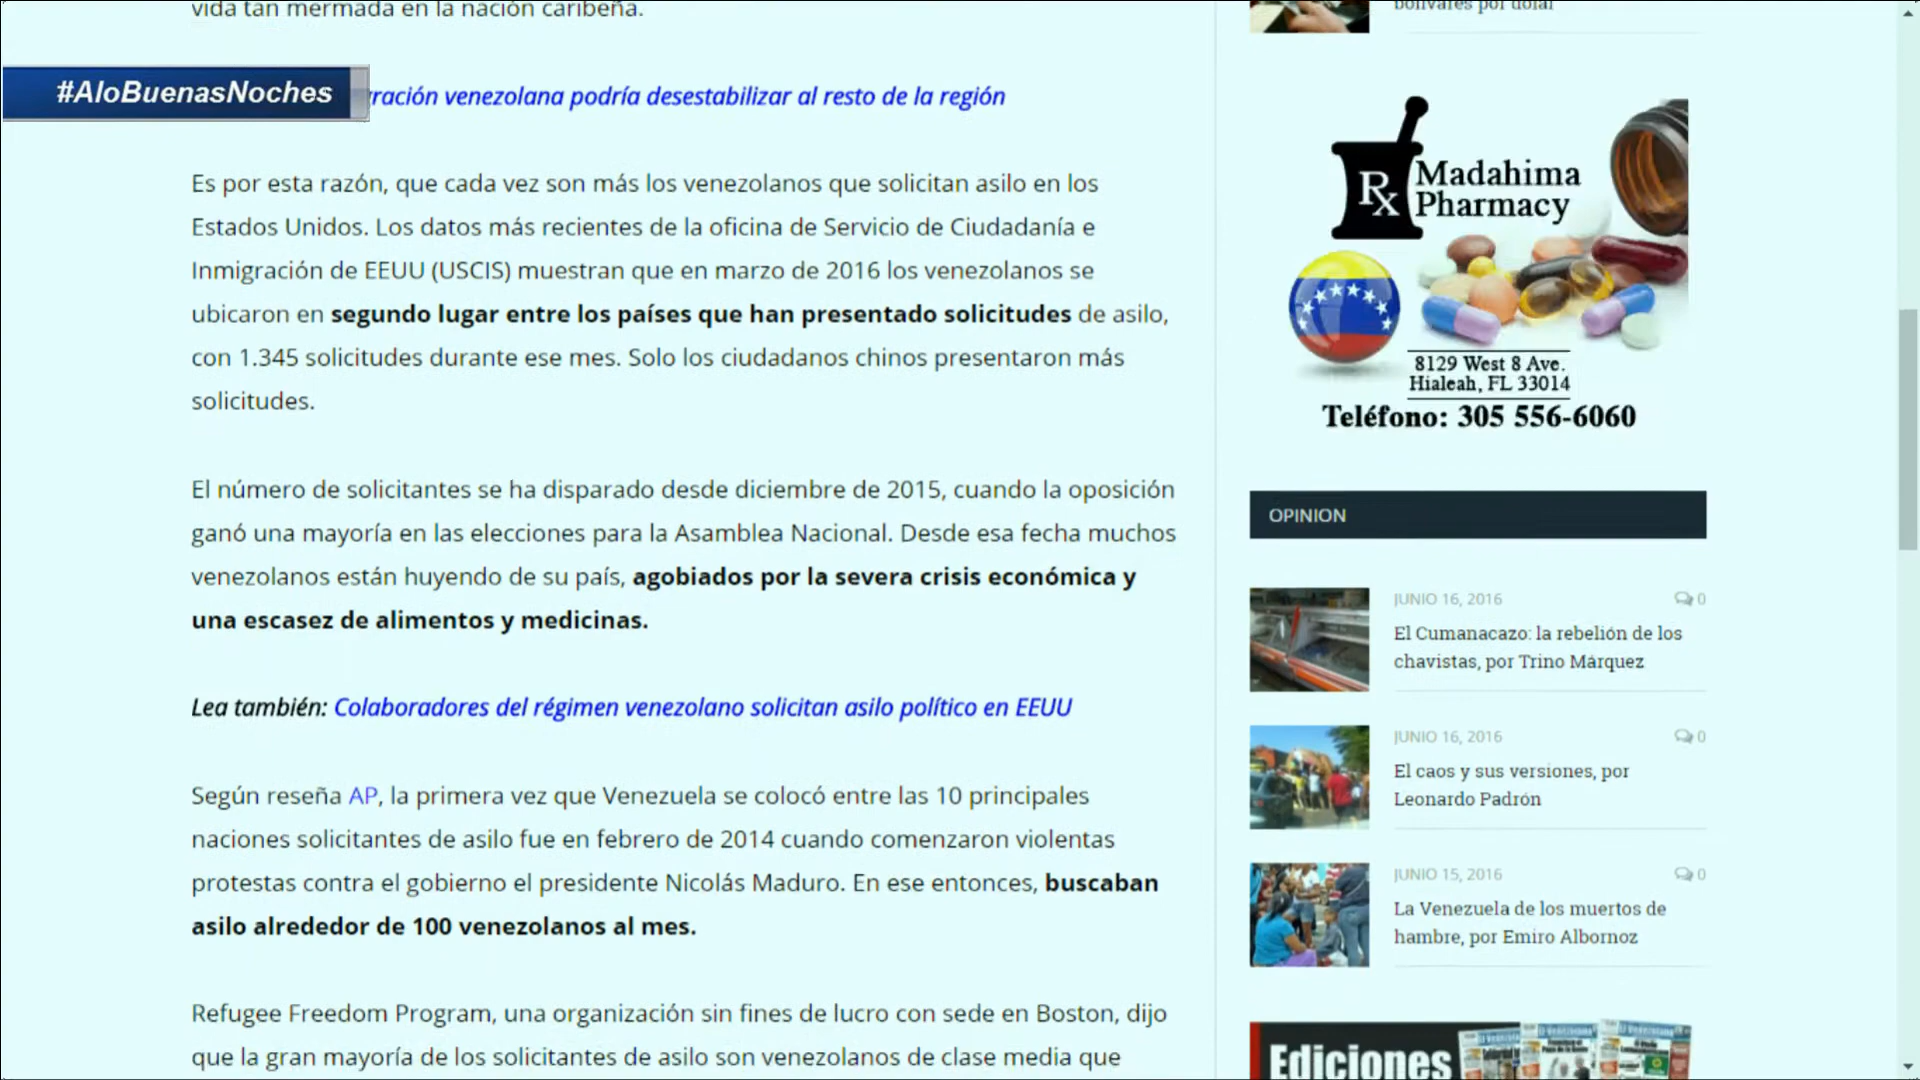 vida tan mermada en la nación caribeña.
#AloBuenasNoches
ración venezolana podría desestabilizar al resto de la región
Es por esta razón, que cada vez son más los venezolanos que solicitan asilo en los
Estados Unidos. Los datos más recientes de la oficina de Servicio de Ciudadanía e
Inmigración de EEUU (USCIS) muestran que en marzo de 2016 los venezolanos se
ubicaron en segundo lugar entre los países que han presentado solicitudes de asilo,
con 1.345 solicitudes durante ese mes. Solo los ciudadanos chinos presentaron más
solicitudes.
El número de solicitantes se ha disparado desde diciembre de 2015, cuando la oposición
ganó una mayoría en las elecciones para la Asamblea Nacional. Desde esa fecha muchos
venezolanos están huyendo de su país, agobiados por la severa crisis económica y
una escasez de alimentos y medicinas.
Lea también: Colaboradores del régimen venezolano solicitan asilo político en EEUU
Según reseña AP, la primera vez que Venezuela se colocó entre las 10 principales
naciones solicitantes de asilo fue en febrero de 2014 cuando comenzaron violentas
protestas contra el gobierno el presidente Nicolás Maduro. En ese entonces, buscaban
asilo alrededor de 100 venezolanos al mes.
Refugee Freedom Program, una organización sin fines de lucro con sede en Boston, dijo
que la gran mayoría de los solicitantes de asilo son venezolanos de clase media que
bolívares por dólar
Rx
Madahima
Pharmacy
8129 West 8 Ave.
Hialeah, FL 33014
Teléfono: 305 556-6060
OPINION
JUNIO 16, 2016 0
El Cumanacazo: la rebelión de los
chavistas, por Trino Márquez
JUNIO 16, 2016 0
El caos y sus versiones, por
Leonardo Padrón
JUNIO 15, 2016 0
La Venezuela de los muertos de
hambre, por Emiro Albornoz
Ediciones